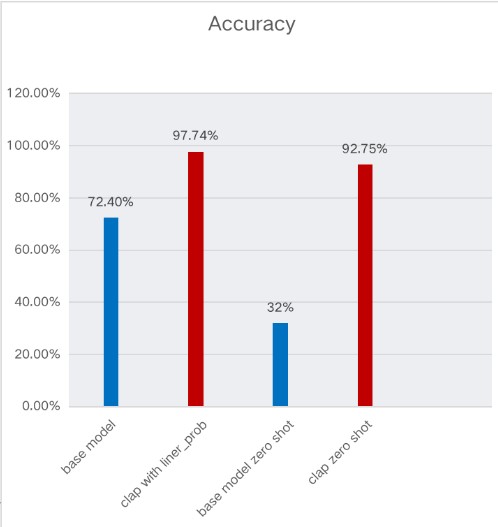 Accuracy
120.00%
100.00%
80.00%
60.00%
40.00%
20.00%
0.00%
72.40%
97.74%
32%
92.75%
base model
clap with liner_prob
base model zero shot
clap zero shot